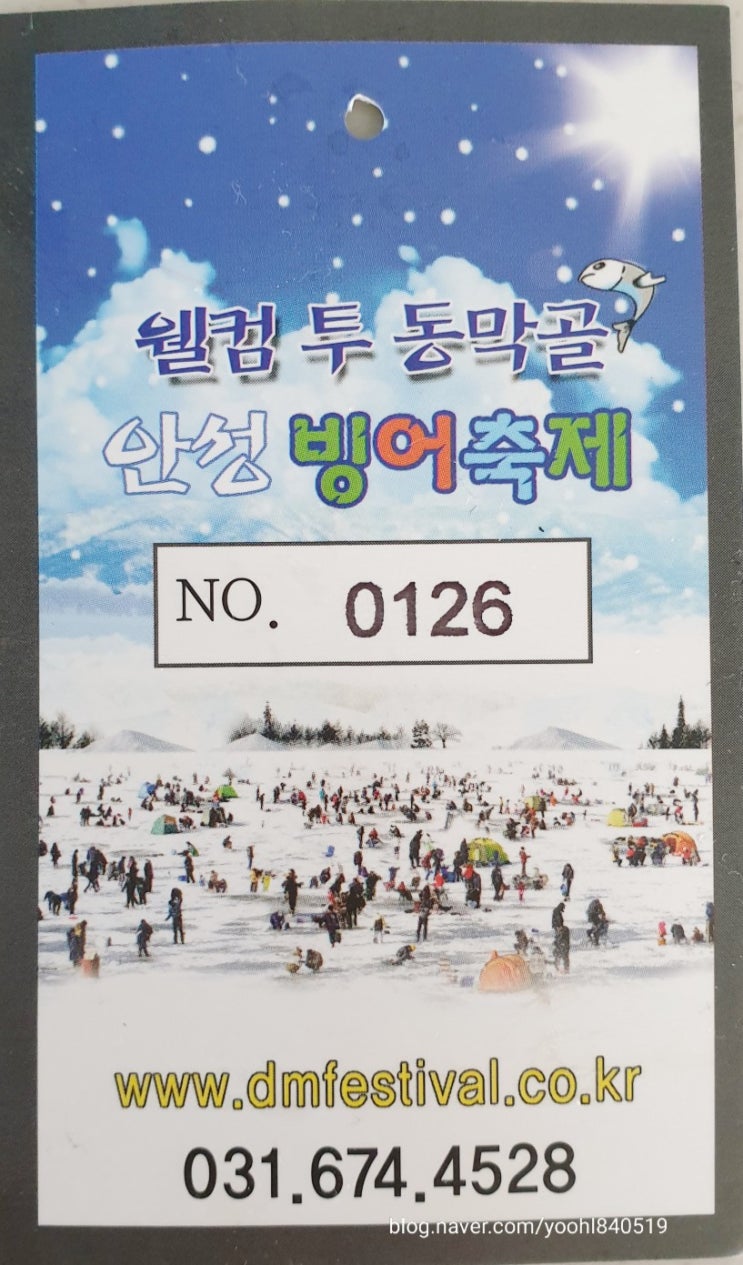 웰컴 투 동막골
안성 빙어축제
NO. 0126
www.dmfestival.co.kr
031.674.4528
blog.naver.com/yoohl840519